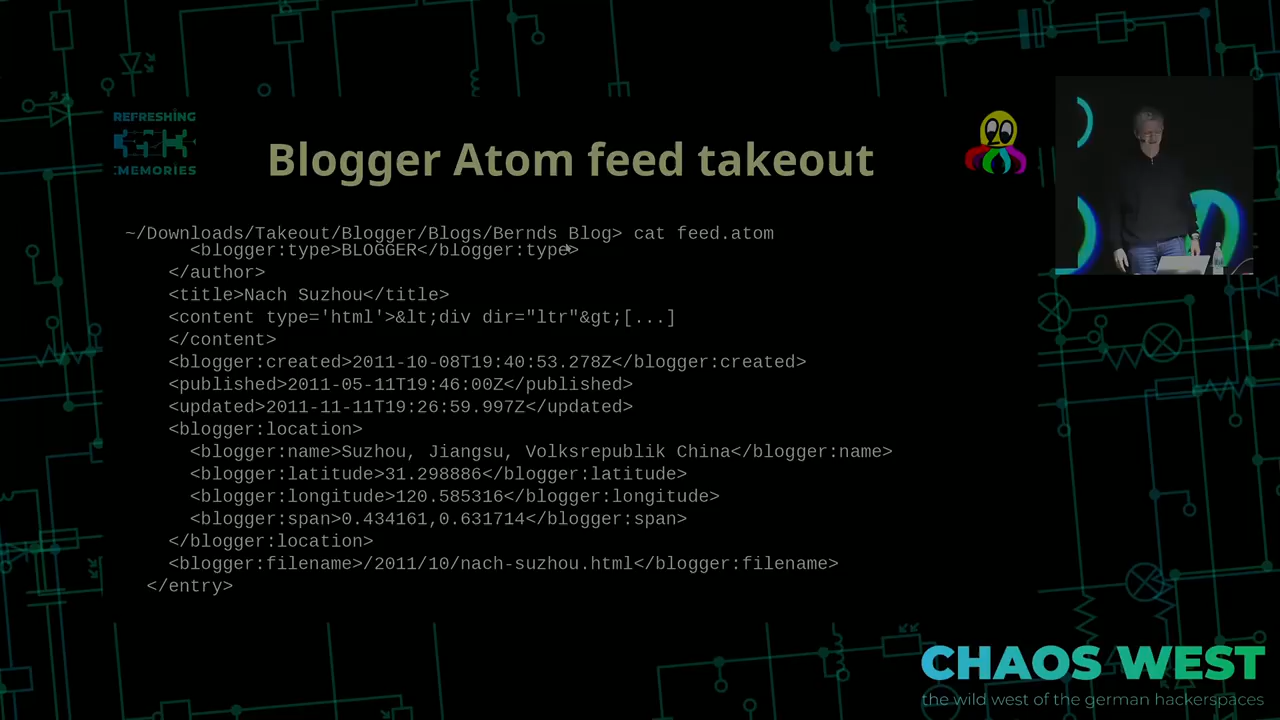 REFRESHING
MEMORIES
Blogger Atom feed takeout
~/Downloads/Takeout/Blogger/Blogs/Bernds Blog> cat feed.atom
<blogger:type>BLOGGER</blogger:type>
</author>
<title>Nach Suzhou</title>
<content type='html'>&lt;div dir="ltr"&gt;[...]
</content>
<blogger:created>2011-10-08T19:40:53.278Z</blogger:created>
<published>2011-05-11T19:46:00Z</published>
<updated>2011-11-11T19:26:59.997Z</updated>
<blogger:location>
<blogger:name>Suzhou, Jiangsu, Volksrepublik China</blogger:name>
<blogger:latitude>31.298886</blogger:latitude>
<blogger:longitude>120.585316</blogger:longitude>
<blogger:span>0.434161,0.631714</blogger:span>
</blogger:location>
<blogger:filename>/2011/10/nach-suzhou.html</blogger:filename>
</entry>
CHAOS WEST
the wild west of the german hackerspaces